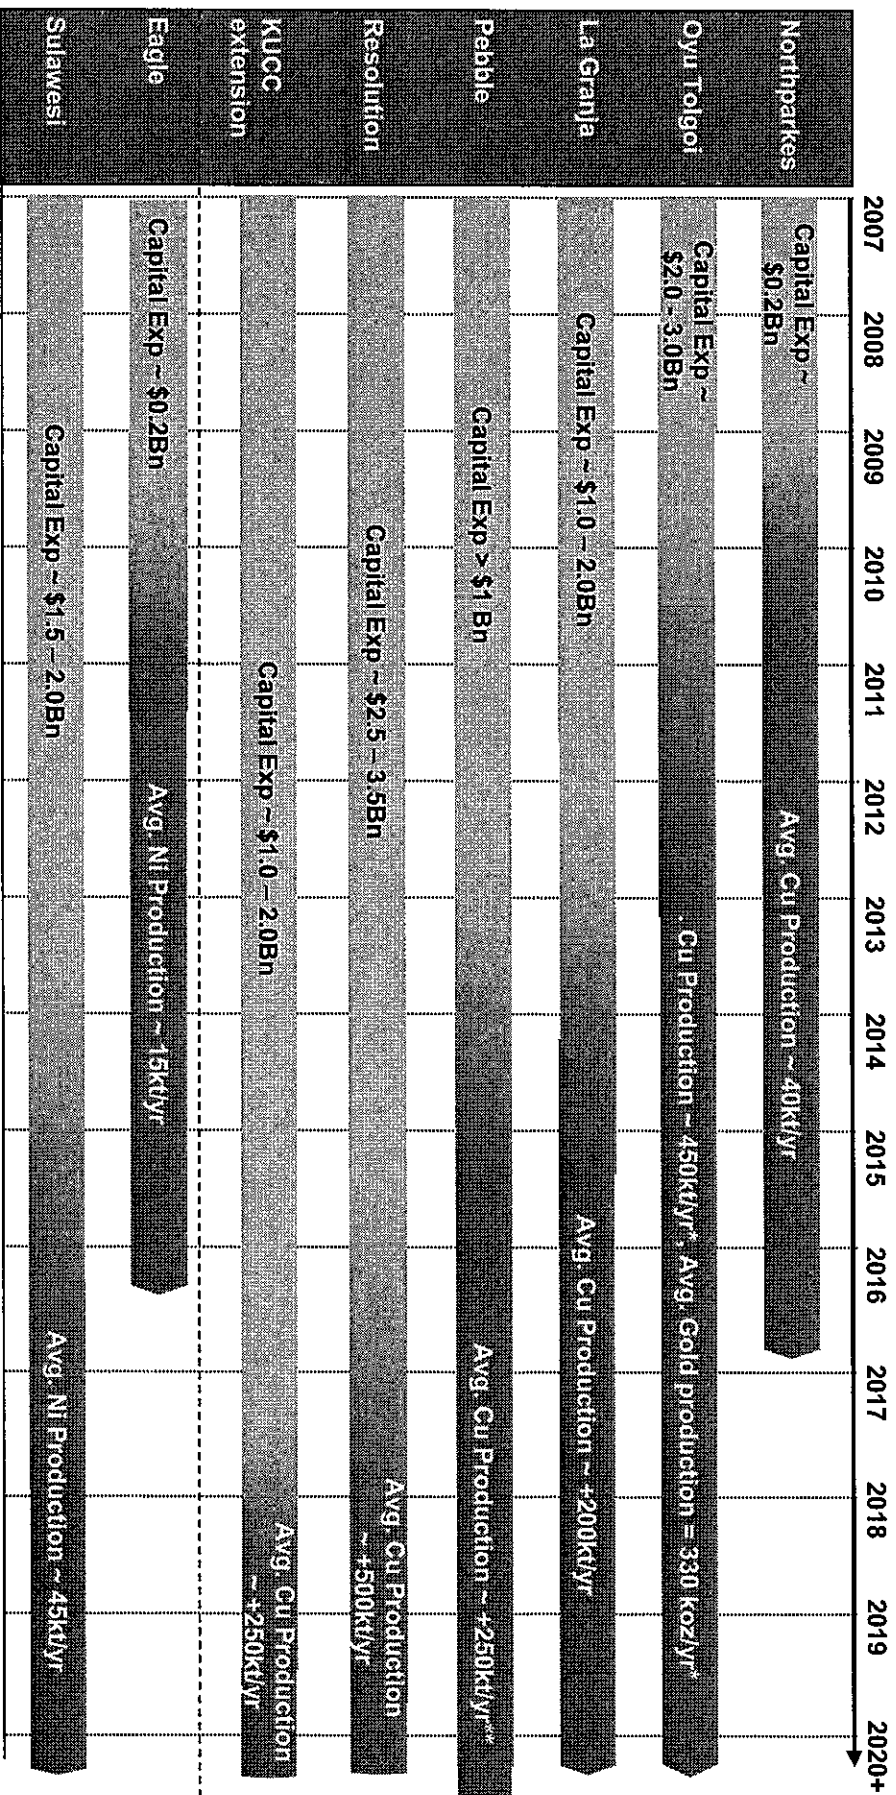 2007 2008 2009 2010 2011 2012 2013 2014 2015 2016 2017 2018 2019 2020+
Northparkes
Capital Exp ~
$0.2Bn
Avg. Cu Production ~ 40kt/yr
Oyu Tolgoi
Capital Exp ~
$2.0 - 3.0Bn
. Cu Production ~ 450kt/yr*, Avg. Gold production = 330 koz/yr*
La Granja
Capital Exp ~ $1.0 – 2.0Bn
Avg. Cu Production ~ +200kt/yr
Pebble
Capital Exp > $1 Bn
Avg. Cu Production ~ +250kt/yr**
Resolution
Capital Exp ~ $2.5 – 3.5Bn
Avg. Cu Production
~ +500kt/yr
KUCC
extension
Capital Exp ~ $1.0 – 2.0Bn
Avg. Cu Production
~ +250kt/yr
Eagle
Capital Exp ~ $0.2Bn
Avg. Ni Production ~ 15kt/yr
Sulawesi
Capital Exp ~ $1.5 – 2.0Bn
Avg. Ni Production ~ 45kt/yr